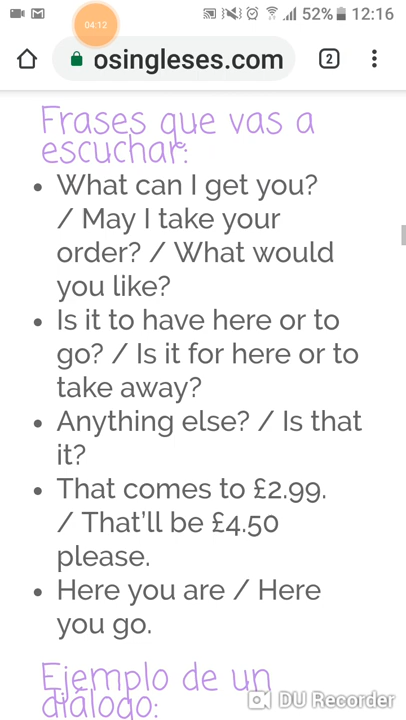 04:12
52% 12:16
osingleses.com
2
Frases que vas a
escuchar:
• What can I get you?
/ May I take your
order? / What would
you like?
• Is it to have here or to
go? / Is it for here or to
take away?
• Anything else? / Is that
it?
• That comes to £2.99.
/ That’ll be £4.50
please.
• Here you are / Here
you go.
Ejemplo de un
diálogo:
DU Recorder